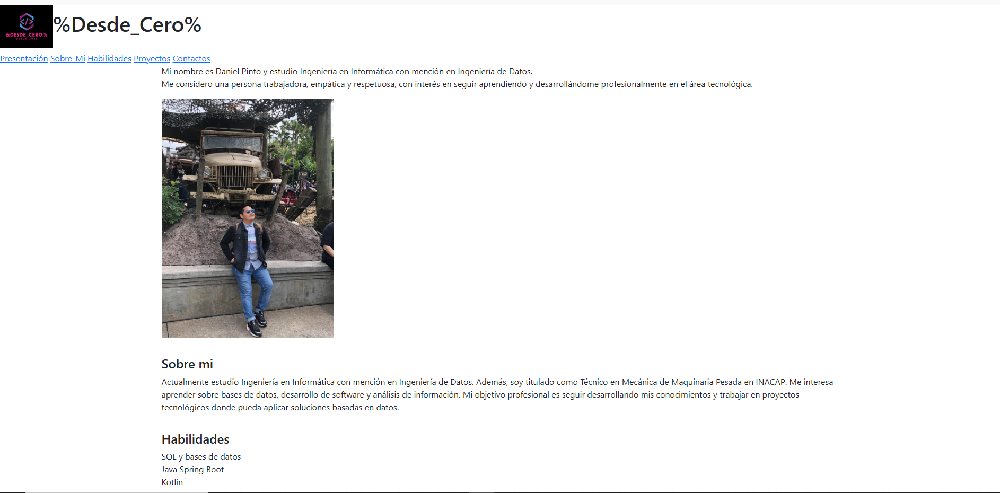 &DESDE_CERO%
DESDE 2024
%Desde_Cero%
Presentación Sobre-Mi Habilidades Proyectos Contactos
Mi nombre es Daniel Pinto y estudio Ingeniería en Informática con mención en Ingeniería de Datos.
Me considero una persona trabajadora, empática y respetuosa, con interés en seguir aprendiendo y desarrollándome profesionalmente en el área tecnológica.
Sobre mi
Actualmente estudio Ingeniería en Informática con mención en Ingeniería de Datos. Además, soy titulado como Técnico en Mecánica de Maquinaria Pesada en INACAP. Me interesa
aprender sobre bases de datos, desarrollo de software y análisis de información. Mi objetivo profesional es seguir desarrollando mis conocimientos y trabajar en proyectos
tecnológicos donde pueda aplicar soluciones basadas en datos.
Habilidades
SQL y bases de datos
Java Spring Boot
Kotlin